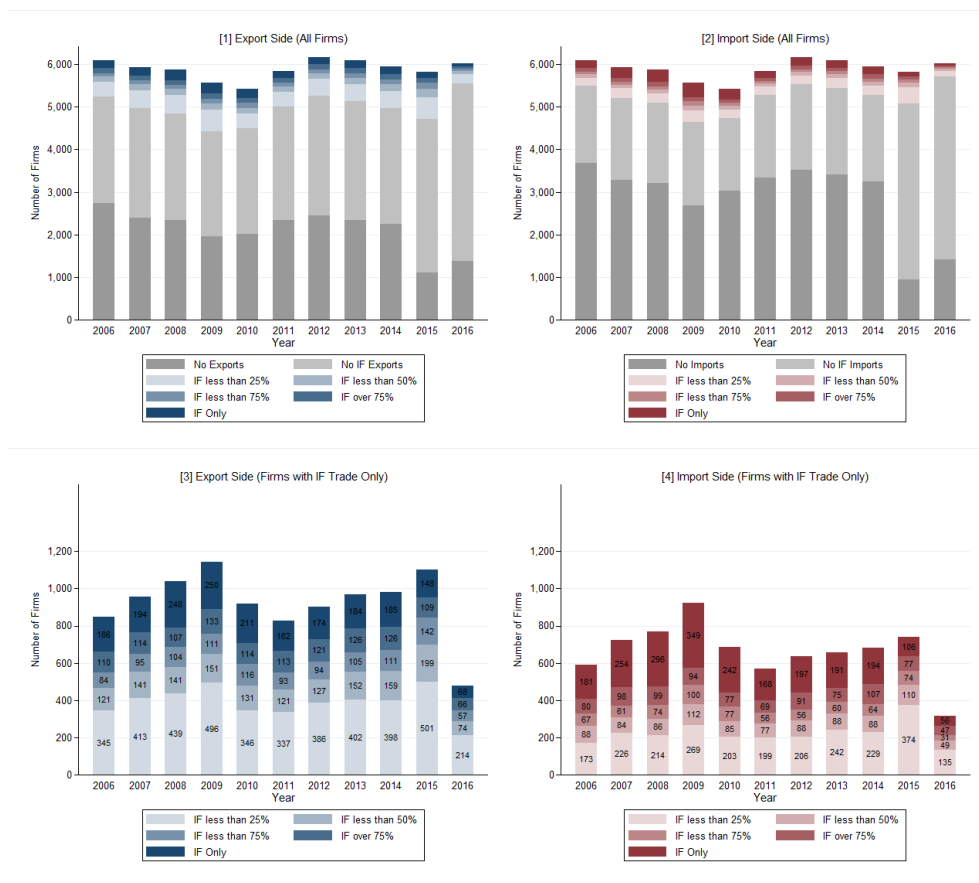 [1] Export Side (All Firms)
Number of Firms
6,000
5,000
4,000
3,000
2,000
1,000
0
2006 2007 2008 2009 2010 2011 2012 2013 2014 2015 2016
Year
No Exports No IF Exports
IF less than 25% IF less than 50%
IF less than 75% IF over 75%
IF Only
[2] Import Side (All Firms)
Number of Firms
6,000
5,000
4,000
3,000
2,000
1,000
0
2006 2007 2008 2009 2010 2011 2012 2013 2014 2015 2016
Year
No Imports No IF Imports
IF less than 25% IF less than 50%
IF less than 75% IF over 75%
IF Only
[3] Export Side (Firms with IF Trade Only)
Number of Firms
1,200
1,000
800
600
400
200
0
186 194 248 250 211 162 174 184 185 148 68
110 114 107 133 114 113 121 126 126 109 66
84 95 104 111 116 93 94 105 111 142 57
121 141 141 151 131 121 127 152 159 199 74
345 413 439 496 346 337 386 402 398 501 214
2006 2007 2008 2009 2010 2011 2012 2013 2014 2015 2016
Year
IF less than 25% IF less than 50%
IF less than 75% IF over 75%
IF Only
[4] Import Side (Firms with IF Trade Only)
Number of Firms
1,200
1,000
800
600
400
200
0
181 254 296 349 242 168 197 191 194 106 56
80 98 99 94 77 69 91 75 107 77 47
67 61 74 100 77 56 56 60 64 74 31
88 84 86 112 85 77 88 88 88 110 49
173 226 214 269 203 199 206 242 229 374 135
2006 2007 2008 2009 2010 2011 2012 2013 2014 2015 2016
Year
IF less than 25% IF less than 50%
IF less than 75% IF over 75%
IF Only